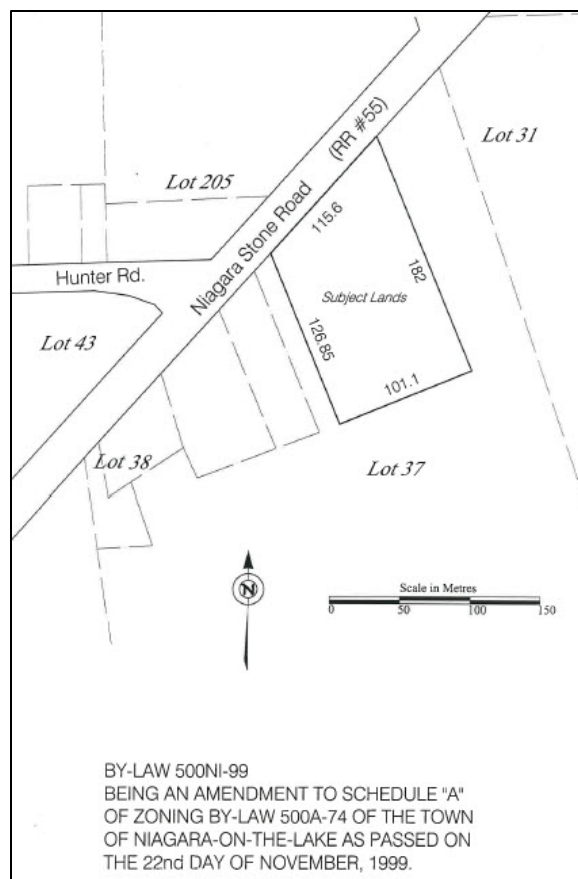 Lot 31
(RR #55)
Lot 205
Niagara Stone Road
115.6
Hunter Rd.
182
Subject Lands
126.85
Lot 43
101.1
Lot 38
Lot 37
N
Scale in Metres
0 50 100 150
BY-LAW 500NI-99
BEING AN AMENDMENT TO SCHEDULE "A"
OF ZONING BY-LAW 500A-74 OF THE TOWN
OF NIAGARA-ON-THE-LAKE AS PASSED ON
THE 22nd DAY OF NOVEMBER, 1999.